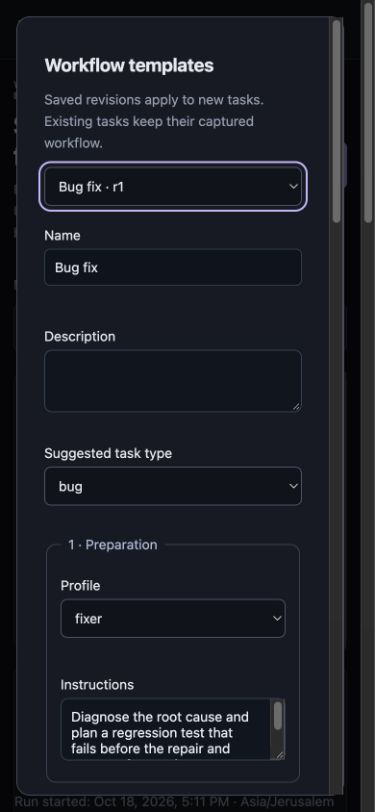 Workflow templates
Saved revisions apply to new tasks.
Existing tasks keep their captured
workflow.
Bug fix · r1
Name
Bug fix
Description
Suggested task type
bug
1 · Preparation
Profile
fixer
Instructions
Diagnose the root cause and
plan a regression test that
fails before the repair and
Run started: Oct 18, 2026, 5:11 PM · Asia/Jerusalem